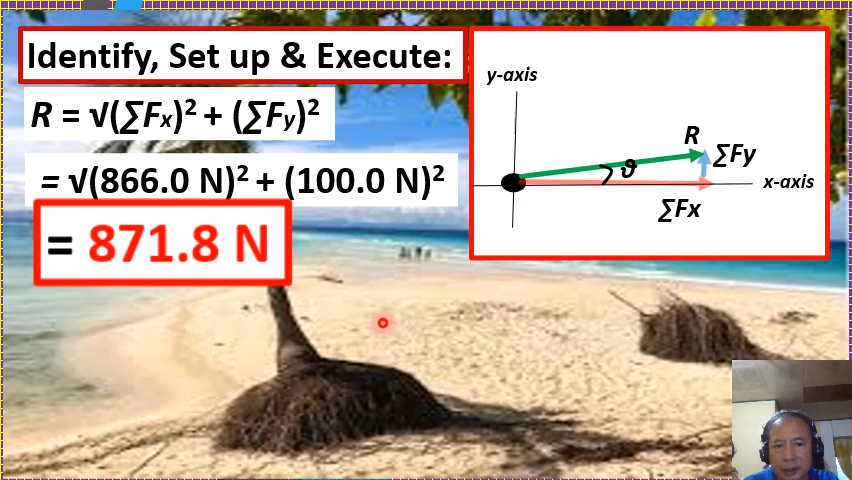 Identify, Set up & Execute:
R = √(∑Fx)² + (∑Fy)²
= √(866.0 N)² + (100.0 N)²
= 871.8 N
y-axis
R
∑Fy
ϑ
x-axis
∑Fx